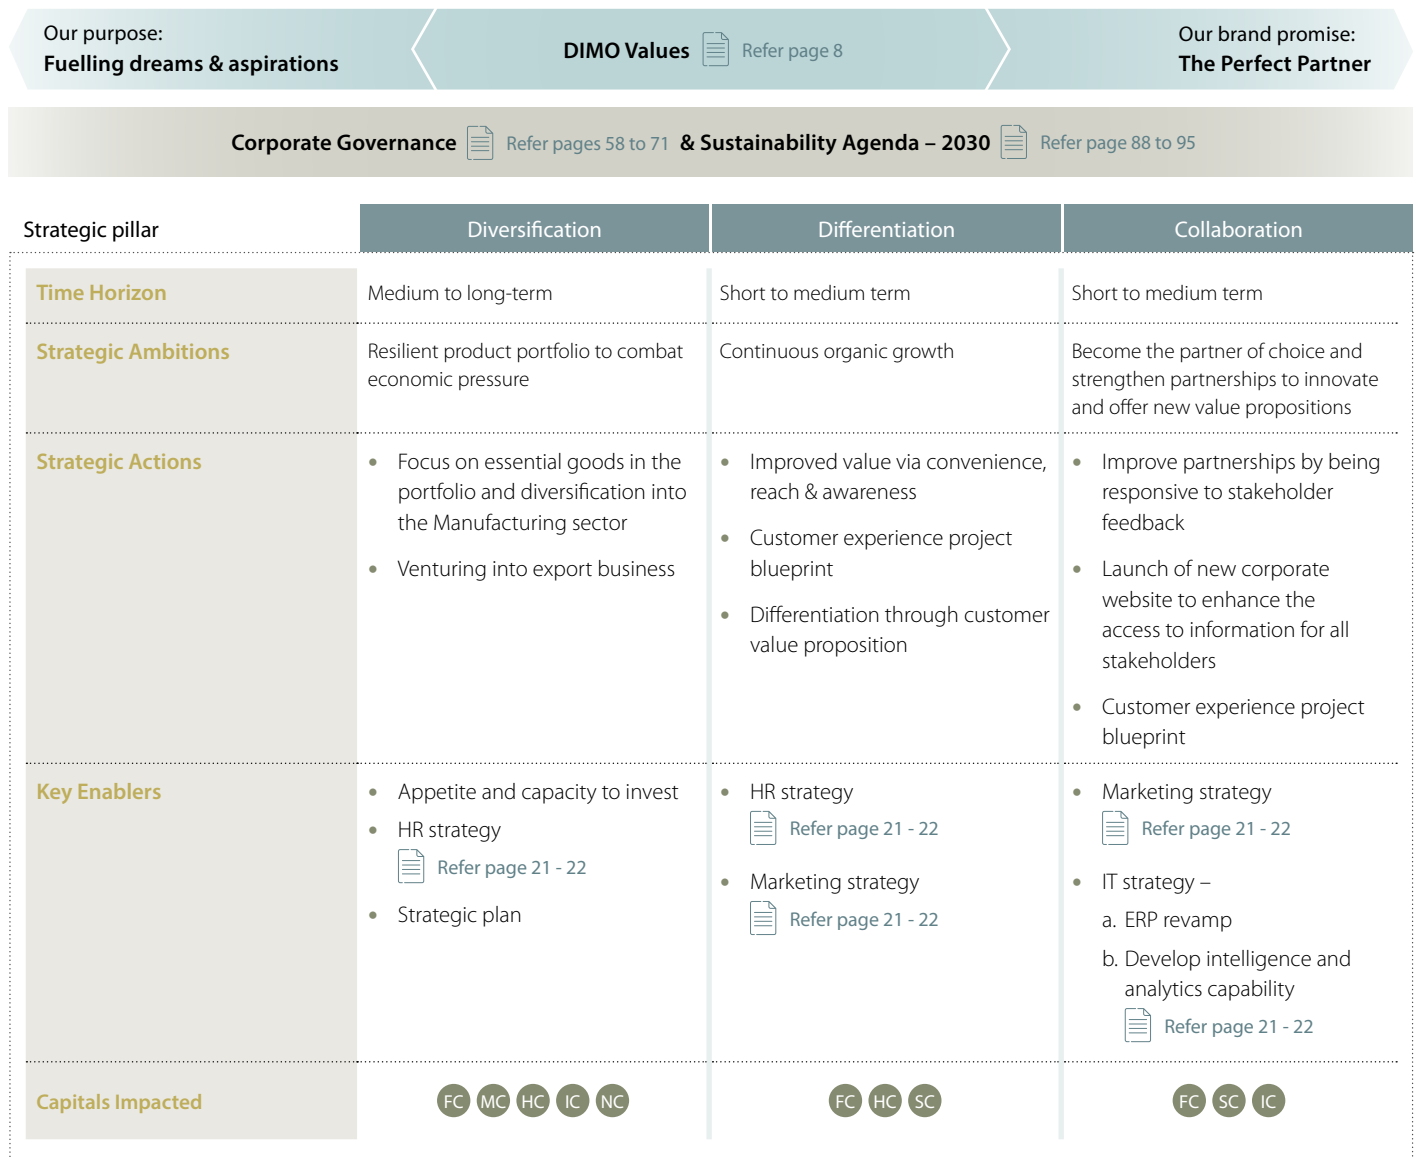 Our purpose:
Fuelling dreams & aspirations
DIMO Values Refer page 8
Our brand promise:
The Perfect Partner
Corporate Governance Refer pages 58 to 71 & Sustainability Agenda – 2030 Refer page 88 to 95
Strategic pillar
Diversification
Differentiation
Collaboration
Time Horizon
Medium to long-term
Short to medium term
Short to medium term
Strategic Ambitions
Resilient product portfolio to combat
economic pressure
Continuous organic growth
Become the partner of choice and
strengthen partnerships to innovate
and offer new value propositions
Strategic Actions
• Focus on essential goods in the
portfolio and diversification into
the Manufacturing sector
• Venturing into export business
• Improved value via convenience,
reach & awareness
• Customer experience project
blueprint
• Differentiation through customer
value proposition
• Improve partnerships by being
responsive to stakeholder
feedback
• Launch of new corporate
website to enhance the
access to information for all
stakeholders
• Customer experience project
blueprint
Key Enablers
• Appetite and capacity to invest
• HR strategy
Refer page 21 - 22
• Strategic plan
• HR strategy
Refer page 21 - 22
• Marketing strategy
Refer page 21 - 22
• Marketing strategy
Refer page 21 - 22
• IT strategy –
a. ERP revamp
b. Develop intelligence and
analytics capability
Refer page 21 - 22
Capitals Impacted
FC MC HC IC NC
FC HC SC
FC SC IC